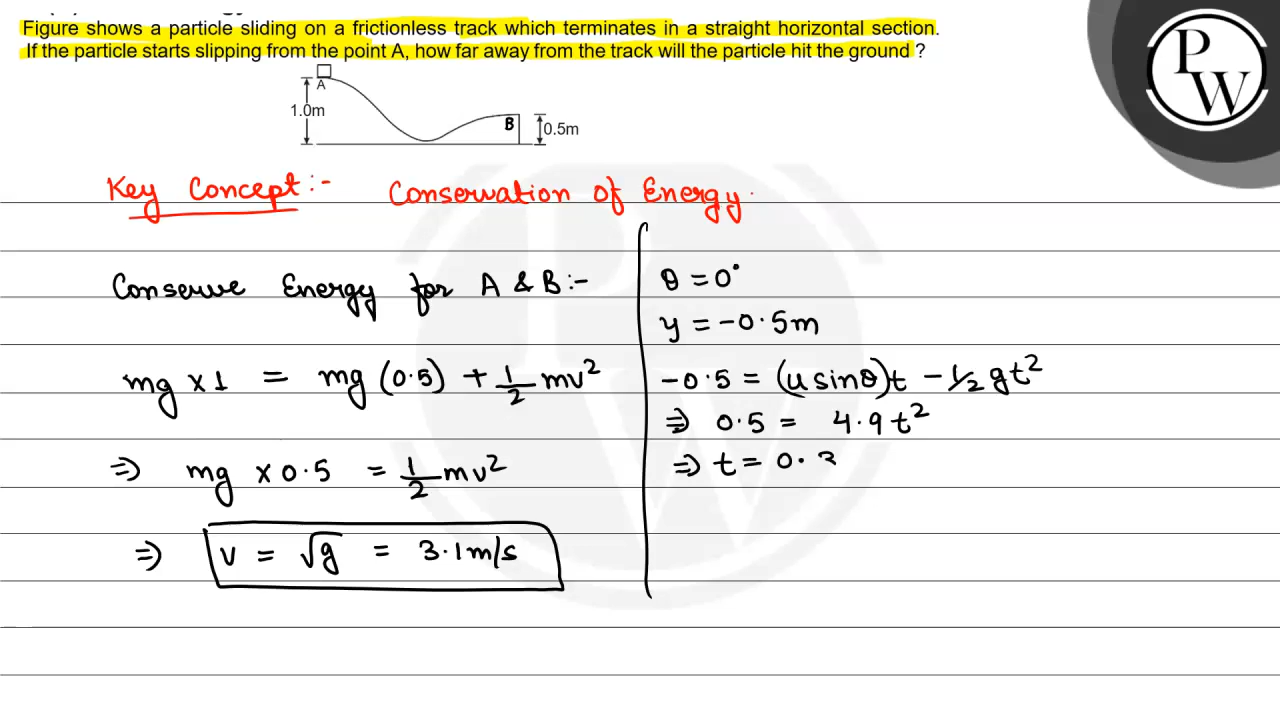 Figure shows a particle sliding on a frictionless track which terminates in a straight horizontal section.
If the particle starts slipping from the point A, how far away from the track will the particle hit the ground ?
A
1.0m
B
0.5m
P
W
Key Concept:- Conservation of Energy.
Conserve Energy for A & B:-
mg × 1 = mg (0.5) + 1/2 mv²
⇒ mg × 0.5 = 1/2 mv²
⇒ v = √g = 3.1 m/s
θ = 0°
y = -0.5m
-0.5 = (u sinθ)t - 1/2 gt²
⇒ 0.5 = 4.9t²
⇒ t = 0.3